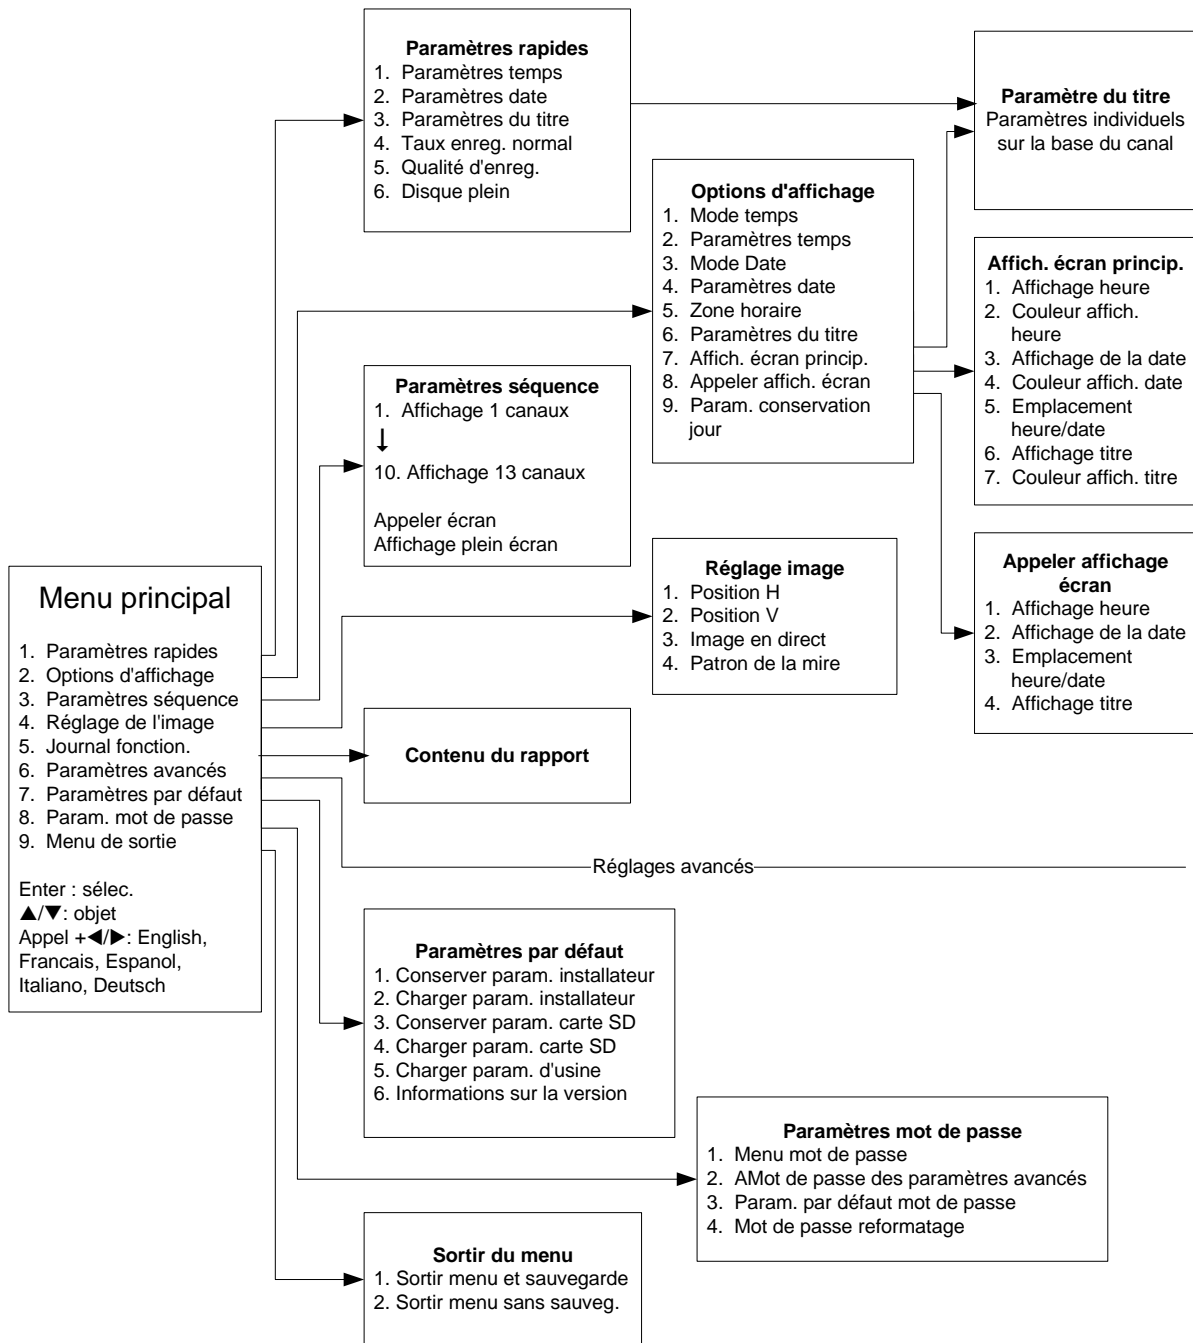 Paramètres rapides
1. Paramètres temps
2. Paramètres date
3. Paramètres du titre
4. Taux enreg. normal
5. Qualité d'enreg.
6. Disque plein
Paramètre du titre
Paramètres individuels
sur la base du canal
Options d'affichage
1. Mode temps
2. Paramètres temps
3. Mode Date
4. Paramètres date
5. Zone horaire
6. Paramètres du titre
7. Affich. écran princip.
8. Appeler affich. écran
9. Param. conservation
jour
Affich. écran princip.
1. Affichage heure
2. Couleur affich.
heure
3. Affichage de la date
4. Couleur affich. date
5. Emplacement
heure/date
6. Affichage titre
7. Couleur affich. titre
Paramètres séquence
1. Affichage 1 canaux
↓
10. Affichage 13 canaux
Appeler écran
Affichage plein écran
Réglage image
1. Position H
2. Position V
3. Image en direct
4. Patron de la mire
Appeler affichage
écran
1. Affichage heure
2. Affichage de la date
3. Emplacement
heure/date
4. Affichage titre
Menu principal
1. Paramètres rapides
2. Options d'affichage
3. Paramètres séquence
4. Réglage de l'image
5. Journal fonction.
6. Paramètres avancés
7. Paramètres par défaut
8. Param. mot de passe
9. Menu de sortie
Enter : sélec.
▲/▼: objet
Appel +◀/▶: English,
Francais, Espanol,
Italiano, Deutsch
Contenu du rapport
Réglages avancés
Paramètres par défaut
1. Conserver param. installateur
2. Charger param. installateur
3. Conserver param. carte SD
4. Charger param. carte SD
5. Charger param. d'usine
6. Informations sur la version
Paramètres mot de passe
1. Menu mot de passe
2. AMot de passe des paramètres avancés
3. Param. par défaut mot de passe
4. Mot de passe reformatage
Sortir du menu
1. Sortir menu et sauvegarde
2. Sortir menu sans sauveg.